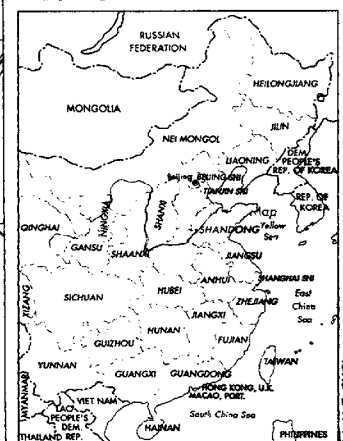 RUSSIAN
FEDERATION
HEILONGJIANG
MONGOLIA
JILIN
NEI MONGOL
LIAONING
DEM.
PEOPLE'S
REP. OF KOREA
Beijing BEIJING SHI
TIANJIN SHI
REP. OF
KOREA
NINGXIA
SHANXI
Map
SHANDONG
Yellow
Sea
QINGHAI
GANSU
SHAANXI
JIANGSU
XIZANG
ANHUI
SHANGHAI SHI
SICHUAN
HUBEI
ZHEJIANG
East
China
Sea
JIANGXI
HUNAN
GUIZHOU
FUJIAN
YUNNAN
GUANGXI
GUANGDONG
TAIWAN
MYANMAR
VIET NAM
HONG KONG, U.K.
MACAO, PORT.
LAO
PEOPLE'S
DEM.
REP.
THAILAND
HAINAN
South China Sea
PHILIPPINES